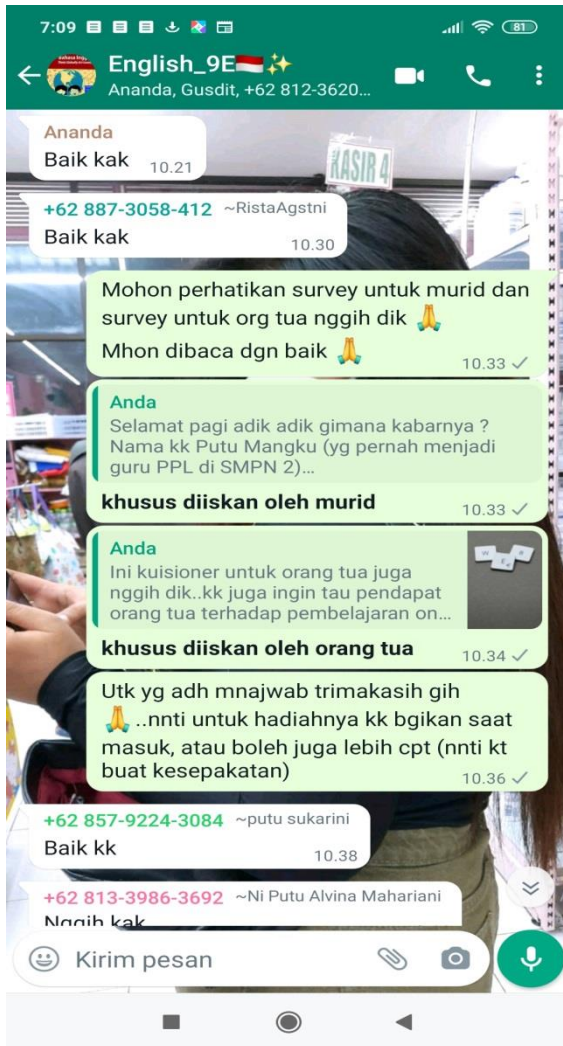 7:09
81
English_9E🇮🇩✨
Ananda, Gusdit, +62 812-3620...
KASIR 4
Ananda
Baik kak 10.21
+62 887-3058-412 ~RistaAgstni
Baik kak 10.30
Mohon perhatikan survey untuk murid dan
survey untuk org tua nggih dik 🙏
Mhon dibaca dgn baik 🙏 10.33
Anda
Selamat pagi adik adik gimana kabarnya ?
Nama kk Putu Mangku (yg pernah menjadi
guru PPL di SMPN 2)...
khusus diiskan oleh murid 10.33
Anda
Ini kuisioner untuk orang tua juga
nggih dik..kk juga ingin tau pendapat
orang tua terhadap pembelajaran on...
khusus diiskan oleh orang tua 10.34
Utk yg adh mnajwab trimakasih gih
🙏 ..nnti untuk hadiahnya kk bgikan saat
masuk, atau boleh juga lebih cpt (nnti kt
buat kesepakatan) 10.36
+62 857-9224-3084 ~putu sukarini
Baik kk 10.38
+62 813-3986-3692 ~Ni Putu Alvina Mahariani
Nggih kak
Kirim pesan